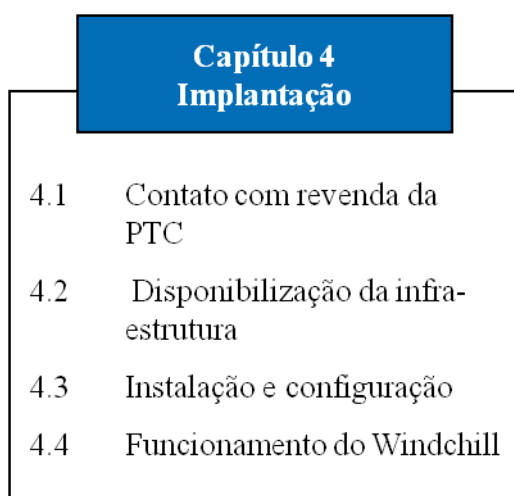 Capítulo 4
Implantação
4.1 Contato com revenda da
PTC
4.2 Disponibilização da infra-
estrutura
4.3 Instalação e configuração
4.4 Funcionamento do Windchill